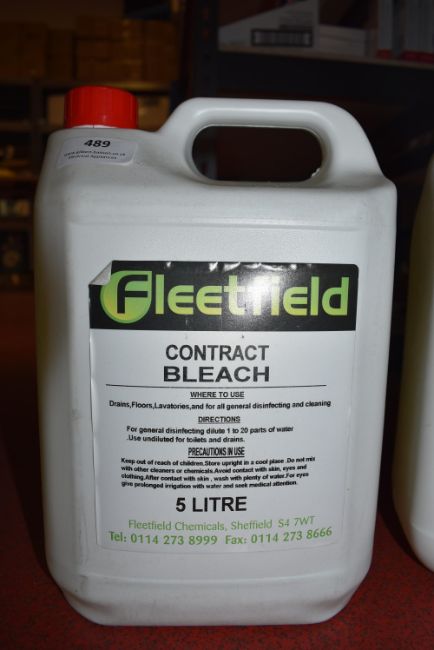 489
Electrical Appliances
Fleetfield
CONTRACT
BLEACH
WHERE TO USE
Drains,Floors,Lavatories,and for all general disinfecting and cleaning
DIRECTIONS
For general disinfecting dilute 1 to 20 parts of water
.Use undiluted for toilets and drains.
PRECAUTIONS IN USE
Keep out of reach of children.Store upright in a cool place .Do not mix
with other cleaners or chemicals.Avoid contact with skin, eyes and
clothing.After contact with skin , wash with plenty of water.For eyes
give prolonged irrigation with water and seek medical attention.
5 LITRE
Fleetfield Chemicals, Sheffield S4 7WT
Tel: 0114 273 8999 Fax: 0114 273 8666